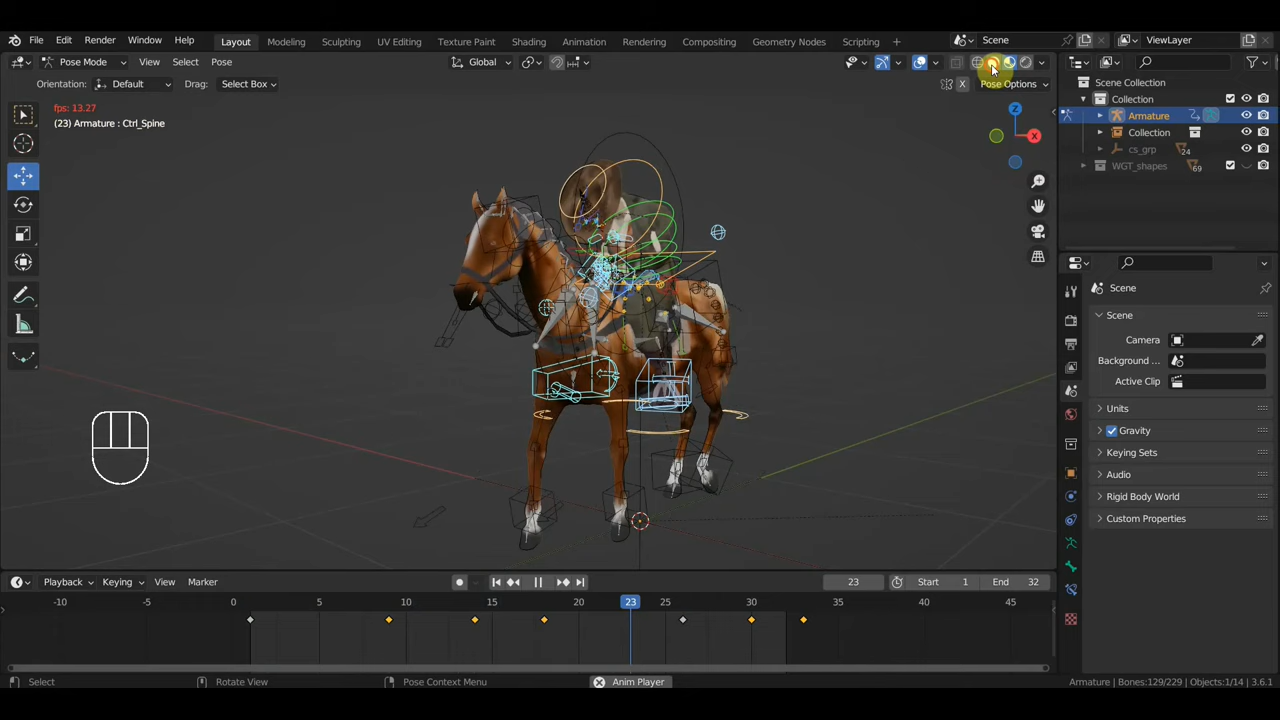 File Edit Render Window Help Layout Modeling Sculpting UV Editing Texture Paint Shading Animation Rendering Compositing Geometry Nodes Scripting + Scene ViewLayer
Pose Mode View Select Pose Global
Orientation: Default Drag: Select Box X Pose Options
fps: 13.27
(23) Armature : Ctrl_Spine
Z
X
Scene Collection
Collection
Armature
Collection
cs_grp 24
WGT_shapes 69
Scene
Scene
Camera
Background ...
Active Clip
Units
Gravity
Keying Sets
Audio
Rigid Body World
Custom Properties
Playback Keying View Marker 23 Start 1 End 32
-10 -5 0 5 10 15 20 23 25 30 35 40 45
Select Rotate View Pose Context Menu Anim Player Armature | Bones:129/229 | Objects:1/14 | 3.6.1